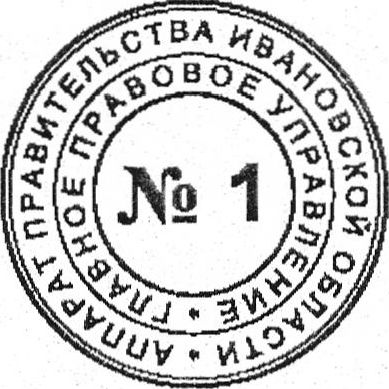 АППАРАТ ПРАВИТЕЛЬСТВА ИВАНОВСКОЙ ОБЛАСТИ •
ГЛАВНОЕ ПРАВОВОЕ УПРАВЛЕНИЕ •
№ 1